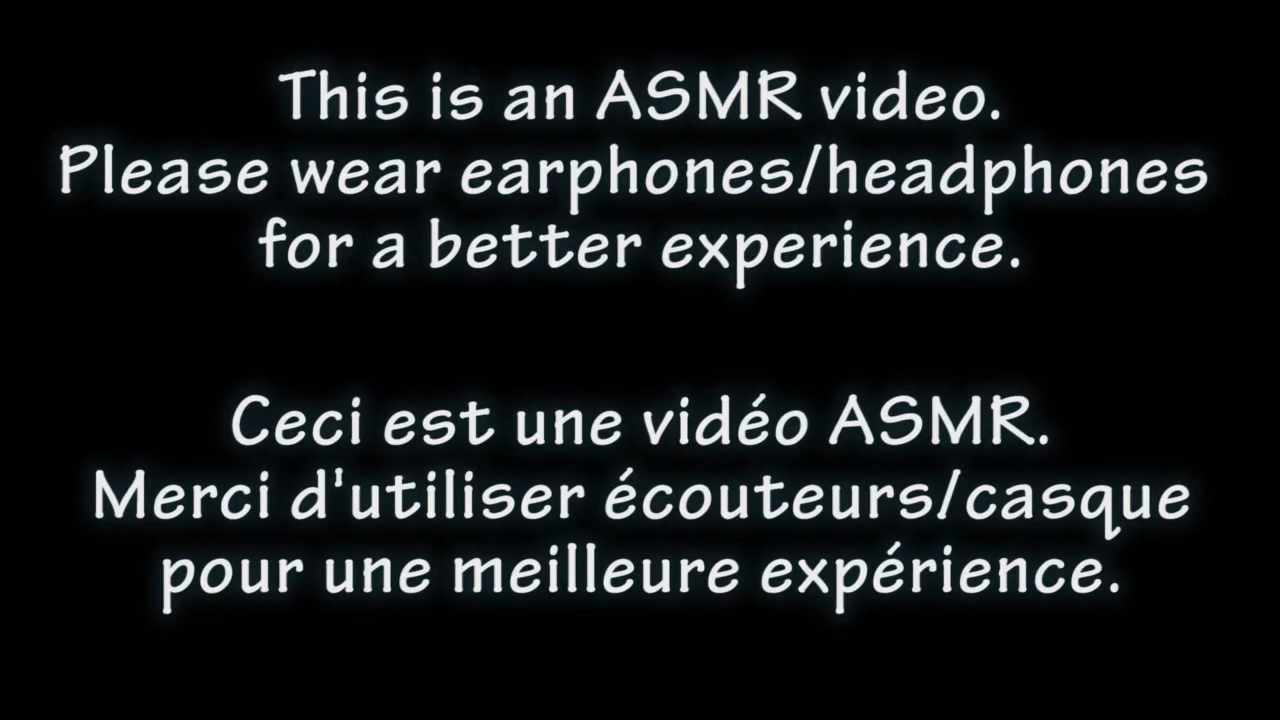 This is an ASMR video.
Please wear earphones/headphones
for a better experience.
Ceci est une vidéo ASMR.
Merci d'utiliser écouteurs/casque
pour une meilleure expérience.